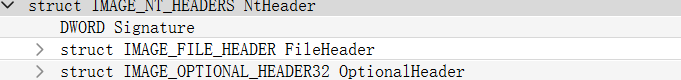 struct IMAGE_NT_HEADERS NtHeader
DWORD Signature
struct IMAGE_FILE_HEADER FileHeader
struct IMAGE_OPTIONAL_HEADER32 OptionalHeader